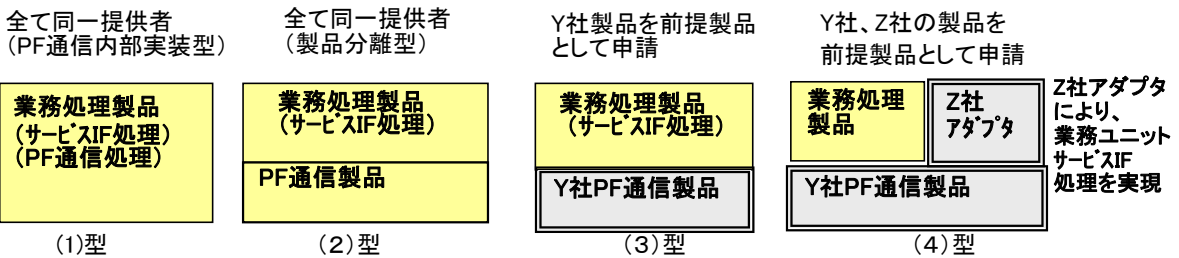 全て同一提供者
(PF通信内部実装型)
業務処理製品
(サービスIF処理)
(PF通信処理)
(1)型
全て同一提供者
(製品分離型)
業務処理製品
(サービスIF処理)
PF通信製品
(2)型
Y社製品を前提製品
として申請
業務処理製品
(サービスIF処理)
Y社PF通信製品
(3)型
Y社、Z社の製品を
前提製品として申請
業務処理
製品
Z社
アダプタ
Y社PF通信製品
Z社アダプタ
により、
業務ユニット
サービスIF
処理を実現
(4)型